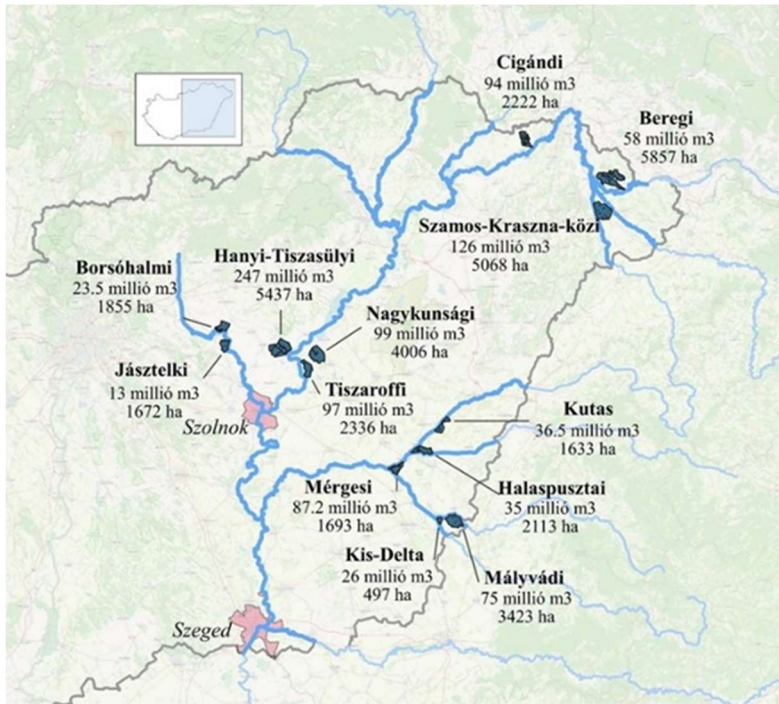 Cigándi
94 millió m3
2222 ha
Beregi
58 millió m3
5857 ha
Szamos-Kraszna-közi
126 millió m3
5068 ha
Hanyi-Tiszasülyi
247 millió m3
5437 ha
Borsóhalmi
23.5 millió m3
1855 ha
Nagykunsági
99 millió m3
4006 ha
Jásztelki
13 millió m3
1672 ha
Tiszaroffi
97 millió m3
2336 ha
Szolnok
Kutas
36.5 millió m3
1633 ha
Mérgesi
87.2 millió m3
1693 ha
Halaspusztai
35 millió m3
2113 ha
Kis-Delta
26 millió m3
497 ha
Mályvádi
75 millió m3
3423 ha
Szeged